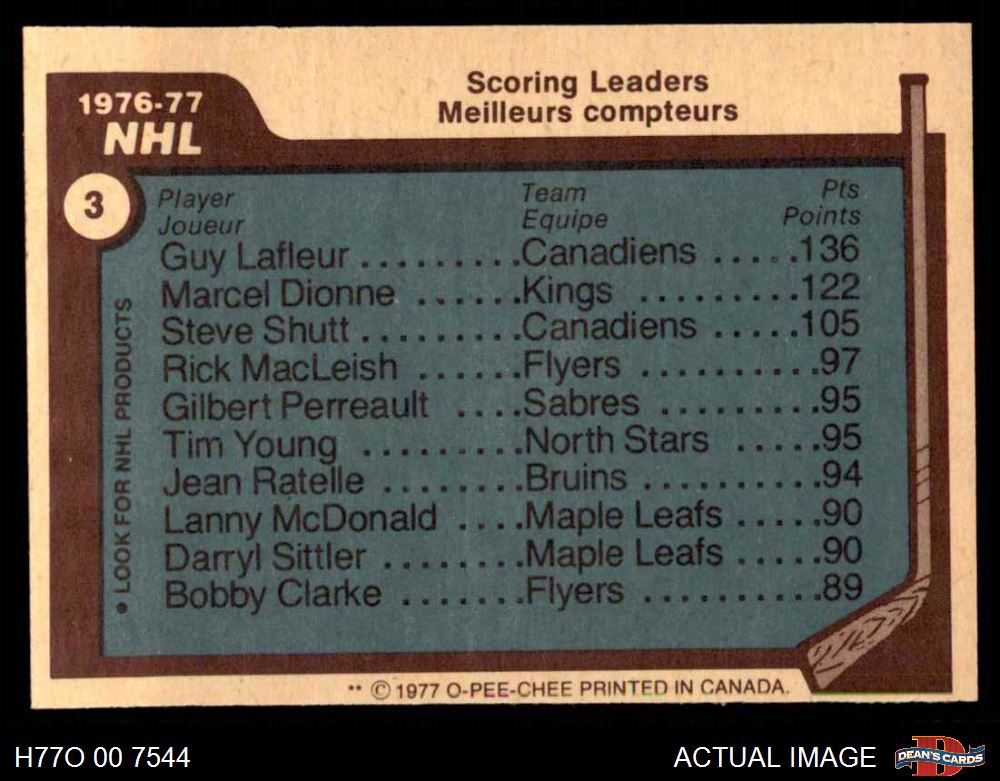 Scoring Leaders
Meilleurs compteurs
1976-77
NHL
3
Player Team Pts
Joueur Equipe Points
Guy Lafleur.........Canadiens.....136
Marcel Dionne......Kings.........122
Steve Shutt.........Canadiens.....105
Rick MacLeish......Flyers..........97
Gilbert Perreault....Sabres.........95
Tim Young.........North Stars.....95
Jean Ratelle........Bruins..........94
Lanny McDonald....Maple Leafs.....90
Darryl Sittler........Maple Leafs.....90
Bobby Clarke.......Flyers..........89
• LOOK FOR NHL PRODUCTS
** © 1977 O-PEE-CHEE PRINTED IN CANADA.
H77O 00 7544
ACTUAL IMAGE
D
DEAN'S CARDS